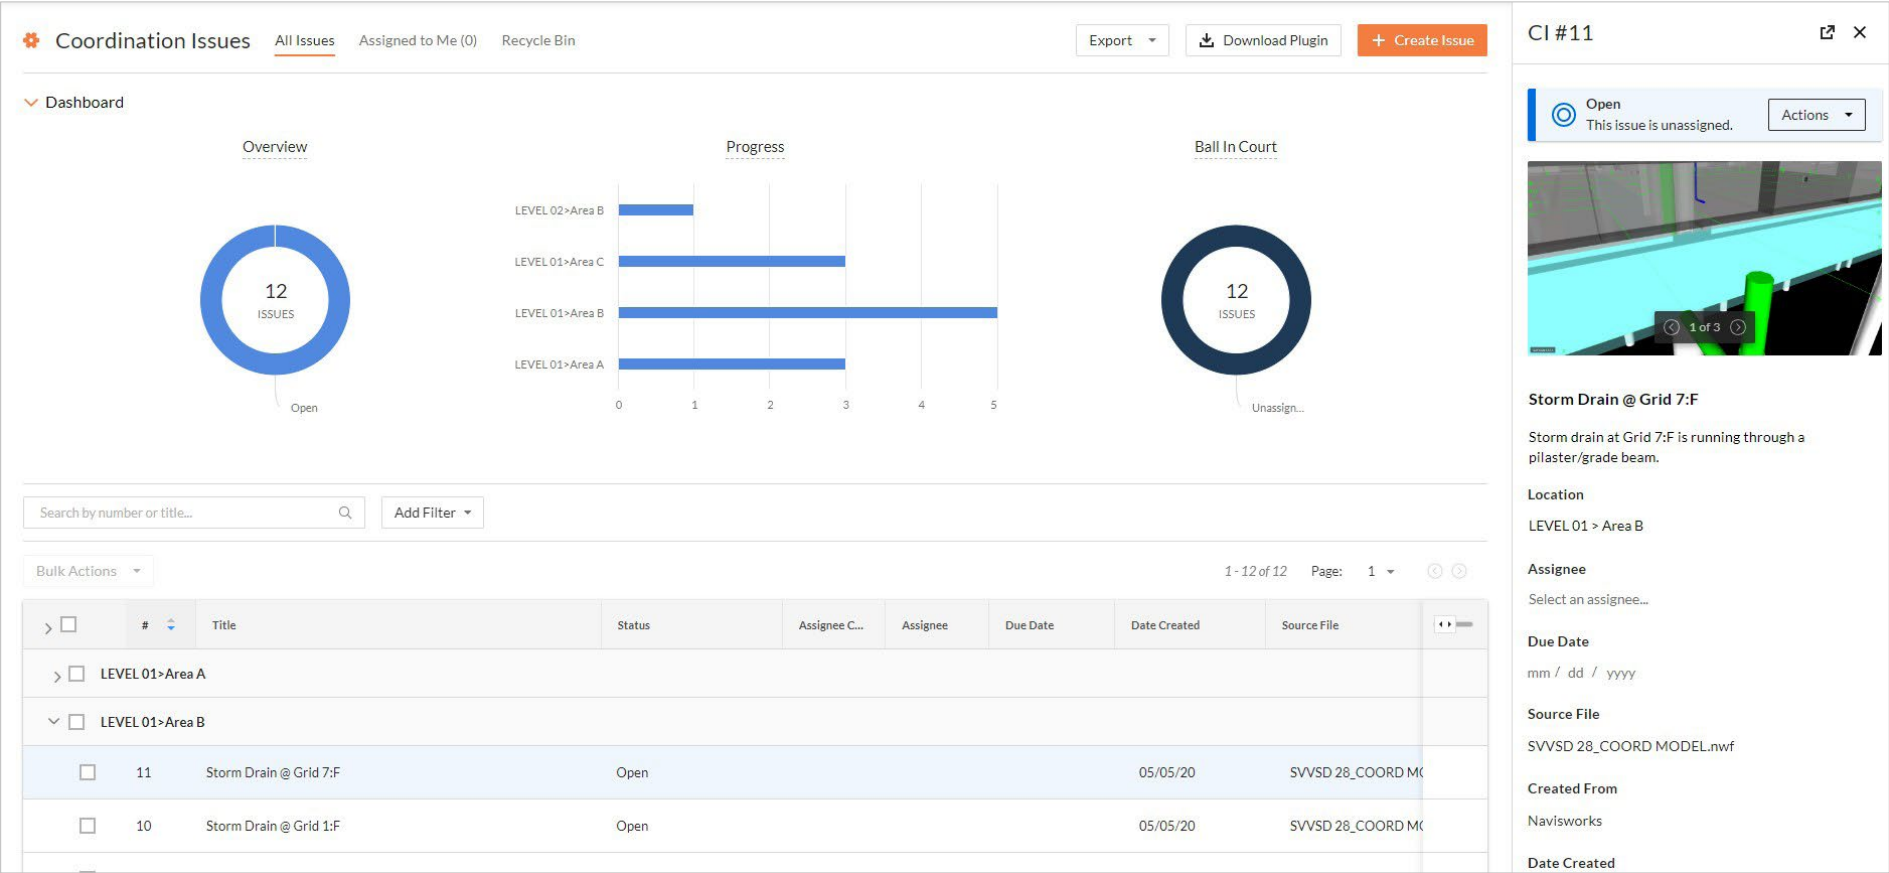 Coordination Issues All Issues Assigned to Me (0) Recycle Bin Export Download Plugin + Create Issue
Dashboard
Overview
12
ISSUES
Open
Progress
LEVEL 02>Area B
LEVEL 01>Area C
LEVEL 01>Area B
LEVEL 01>Area A
0 1 2 3 4 5
Ball In Court
12
ISSUES
Unassign...
Search by number or title... Add Filter
Bulk Actions 1 - 12 of 12 Page: 1
# Title Status Assignee C... Assignee Due Date Date Created Source File
LEVEL 01>Area A
LEVEL 01>Area B
11 Storm Drain @ Grid 7:F Open 05/05/20 SVVSD 28_COORD MO
10 Storm Drain @ Grid 1:F Open 05/05/20 SVVSD 28_COORD MO
CI #11
Open
This issue is unassigned.
Actions
1 of 3
Storm Drain @ Grid 7:F
Storm drain at Grid 7:F is running through a
pilaster/grade beam.
Location
LEVEL 01 > Area B
Assignee
Select an assignee...
Due Date
mm / dd / yyyy
Source File
SVVSD 28_COORD MODEL.nwf
Created From
Navisworks
Date Created